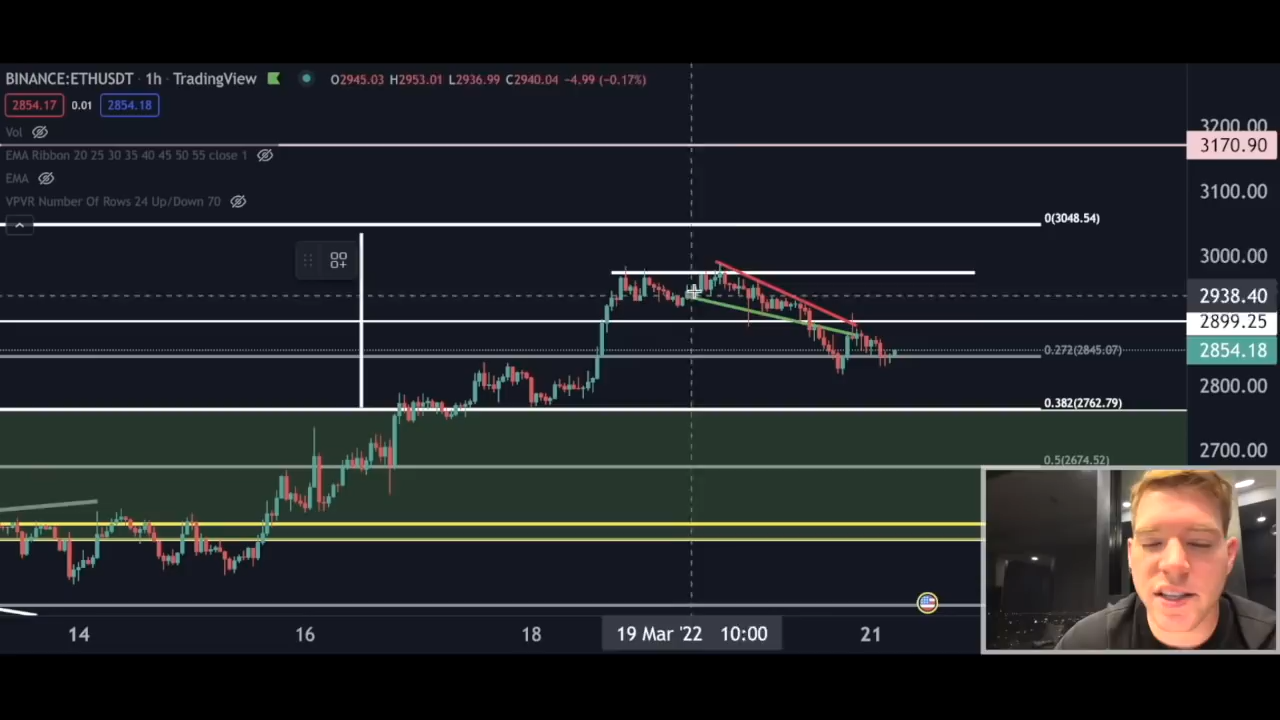 BINANCE:ETHUSDT · 1h · TradingView O2945.03 H2953.01 L2936.99 C2940.04 −4.99 (−0.17%)
2854.17 0.01 2854.18
Vol
EMA Ribbon 20 25 30 35 40 45 50 55 close 1
EMA
VPVR Number Of Rows 24 Up/Down 70
3200.00
3170.90
3100.00
0(3048.54)
3000.00
2938.40
2899.25
0.272(2845.07)
2854.18
2800.00
0.382(2762.79)
2700.00
0.5(2674.52)
14 16 18 19 Mar '22 10:00 21